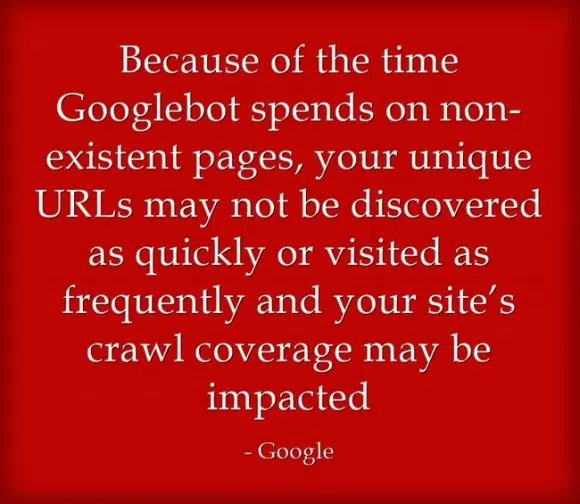 Because of the time
Googlebot spends on non-
existent pages, your unique
URLs may not be discovered
as quickly or visited as
frequently and your site’s
crawl coverage may be
impacted
- Google